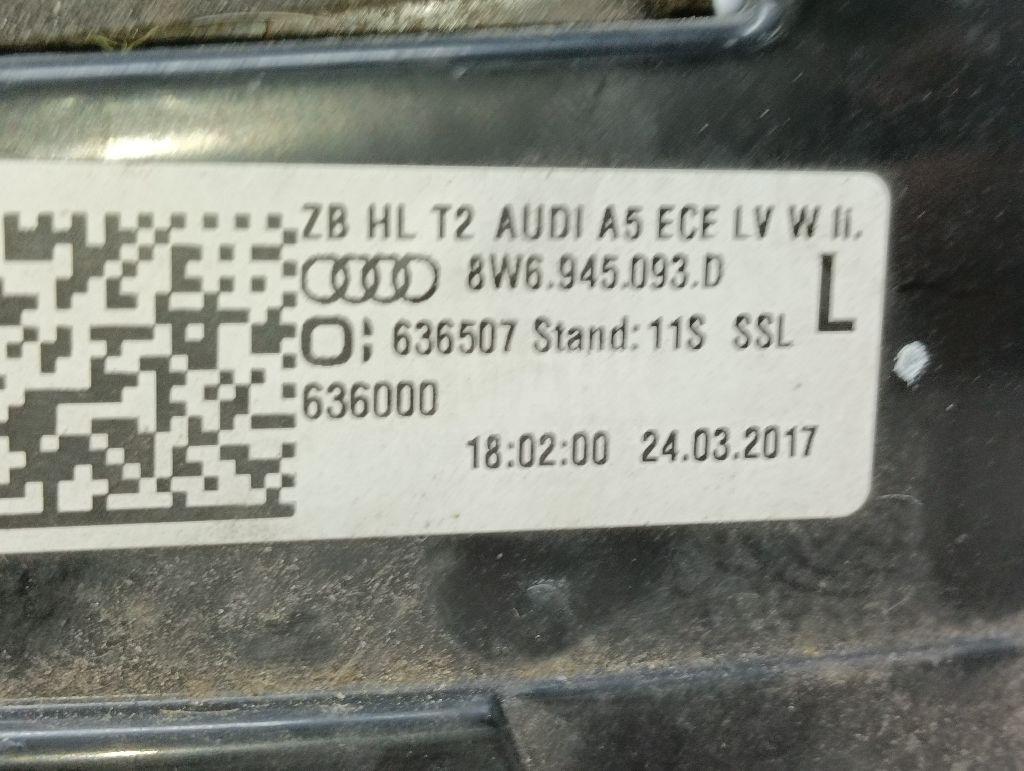 ZB HL T2 AUDI A5 ECE LV W li.
8W6.945.093.D
L
636507 Stand:11S SSL
636000
18:02:00 24.03.2017